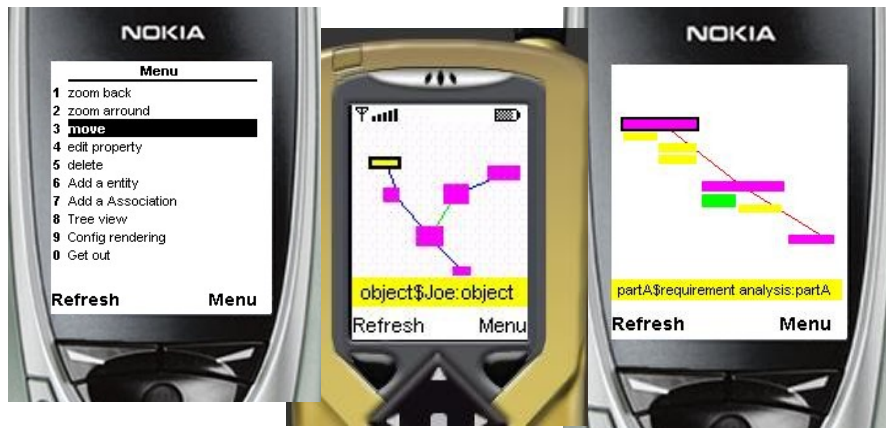 NOKIA
Menu
1 zoom back
2 zoom arround
3 move
4 edit property
5 delete
6 Add a entity
7 Add a Association
8 Tree view
9 Config rendering
0 Get out
Refresh Menu
object$Joe:object
Refresh Menu
NOKIA
partA$requirement analysis:partA
Refresh Menu